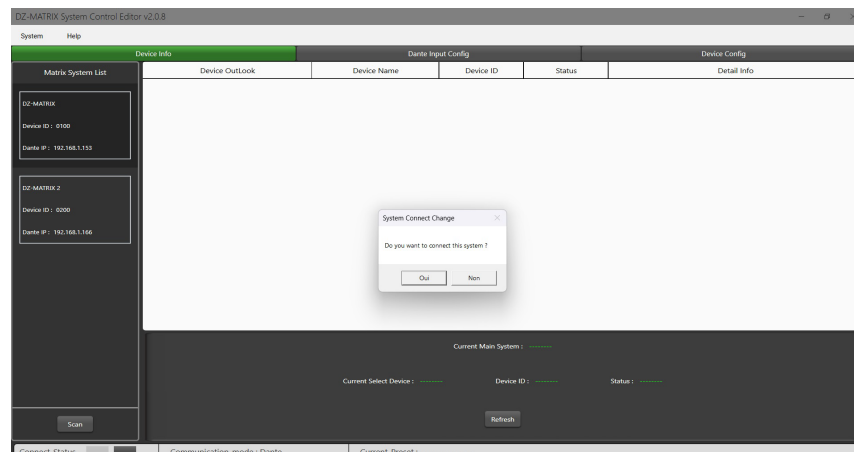 DZ-MATRIX System Control Editor v2.0.8
System Help
Device Info Dante Input Config Device Config
Matrix System List Device OutLook Device Name Device ID Status Detail Info
DZ-MATRIX
Device ID : 0100
Dante IP : 192.168.1.153
DZ-MATRIX 2
Device ID : 0200
Dante IP : 192.168.1.166
System Connect Change
Do you want to connect this system ?
Oui Non
Current Main System : --------
Current Select Device : -------- Device ID : -------- Status : --------
Scan Refresh
Connect Status Communication mode : Dante Current Preset :